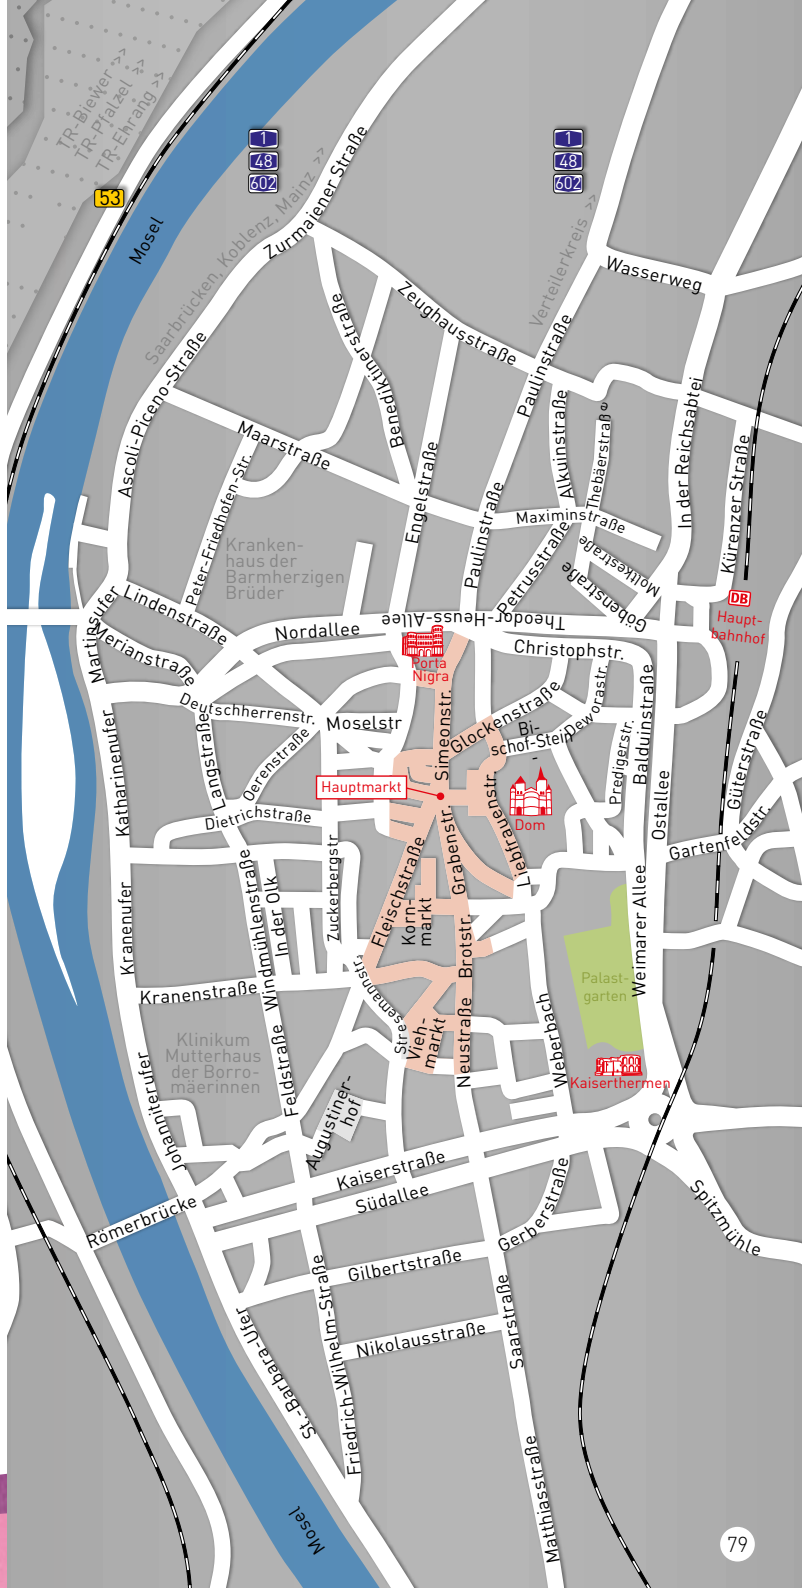 TR-Biewer >>
TR-Pfalzel >>
TR-Ehrang >>
53
Mosel
1
48
602
1
48
602
Saarbrücken, Koblenz, Mainz >>
Zurmaiener Straße
Verteilerkreis >>
Wasserweg
Zeughausstraße
Benediktinerstraße
Paulinstraße
Ascoli-Piceno-Straße
Maarstraße
Engelstraße
Alkuinstraße
Thebäerstraße
In der Reichsabtei
Kürenzer Straße
Peter-Friedhofen-Str.
Paulinstraße
Maximinstraße
Petrusstraße
Moltkestraße
Göbenstraße
Kranken-
haus der
Barmherzigen
Brüder
DB
Haupt-
bahnhof
Martinsufer
Lindenstraße
Merianstraße
Nordallee
Theodor-Heuss-Allee
Porta
Nigra
Christophstr.
Deutschherrenstr.
Moselstr
Simeonstr.
Glockenstraße
Bi-
schof-Stein
-
Deworastr.
Predigerstr.
Balduinstraße
Ostallee
Güterstraße
Katharinenufer
Langstraße
Oerenstraße
Dietrichstraße
Hauptmarkt
Dom
Liebfrauenstr.
Grabenstr.
Gartenfeldstr.
Kranenufer
Windmühlenstraße
In der Olk
Zuckerbergstr
Fleischstraße
Korn-
markt
Brotstr.
Weimarer Allee
Palast-
garten
Kranenstraße
Stresemannstr.
Vieh-
markt
Neustraße
Weberbach
Klinikum
Mutterhaus
der Borro-
mäerinnen
Kaiserthermen
Johanniterufer
Feldstraße
Augustiner-
hof
Kaiserstraße
Südallee
Römerbrücke
Gerberstraße
Spitzmühle
Gilbertstraße
Nikolausstraße
Saarstraße
St.-Barbara-Ufer
Friedrich-Wilhelm-Straße
Matthiasstraße
Mosel
79